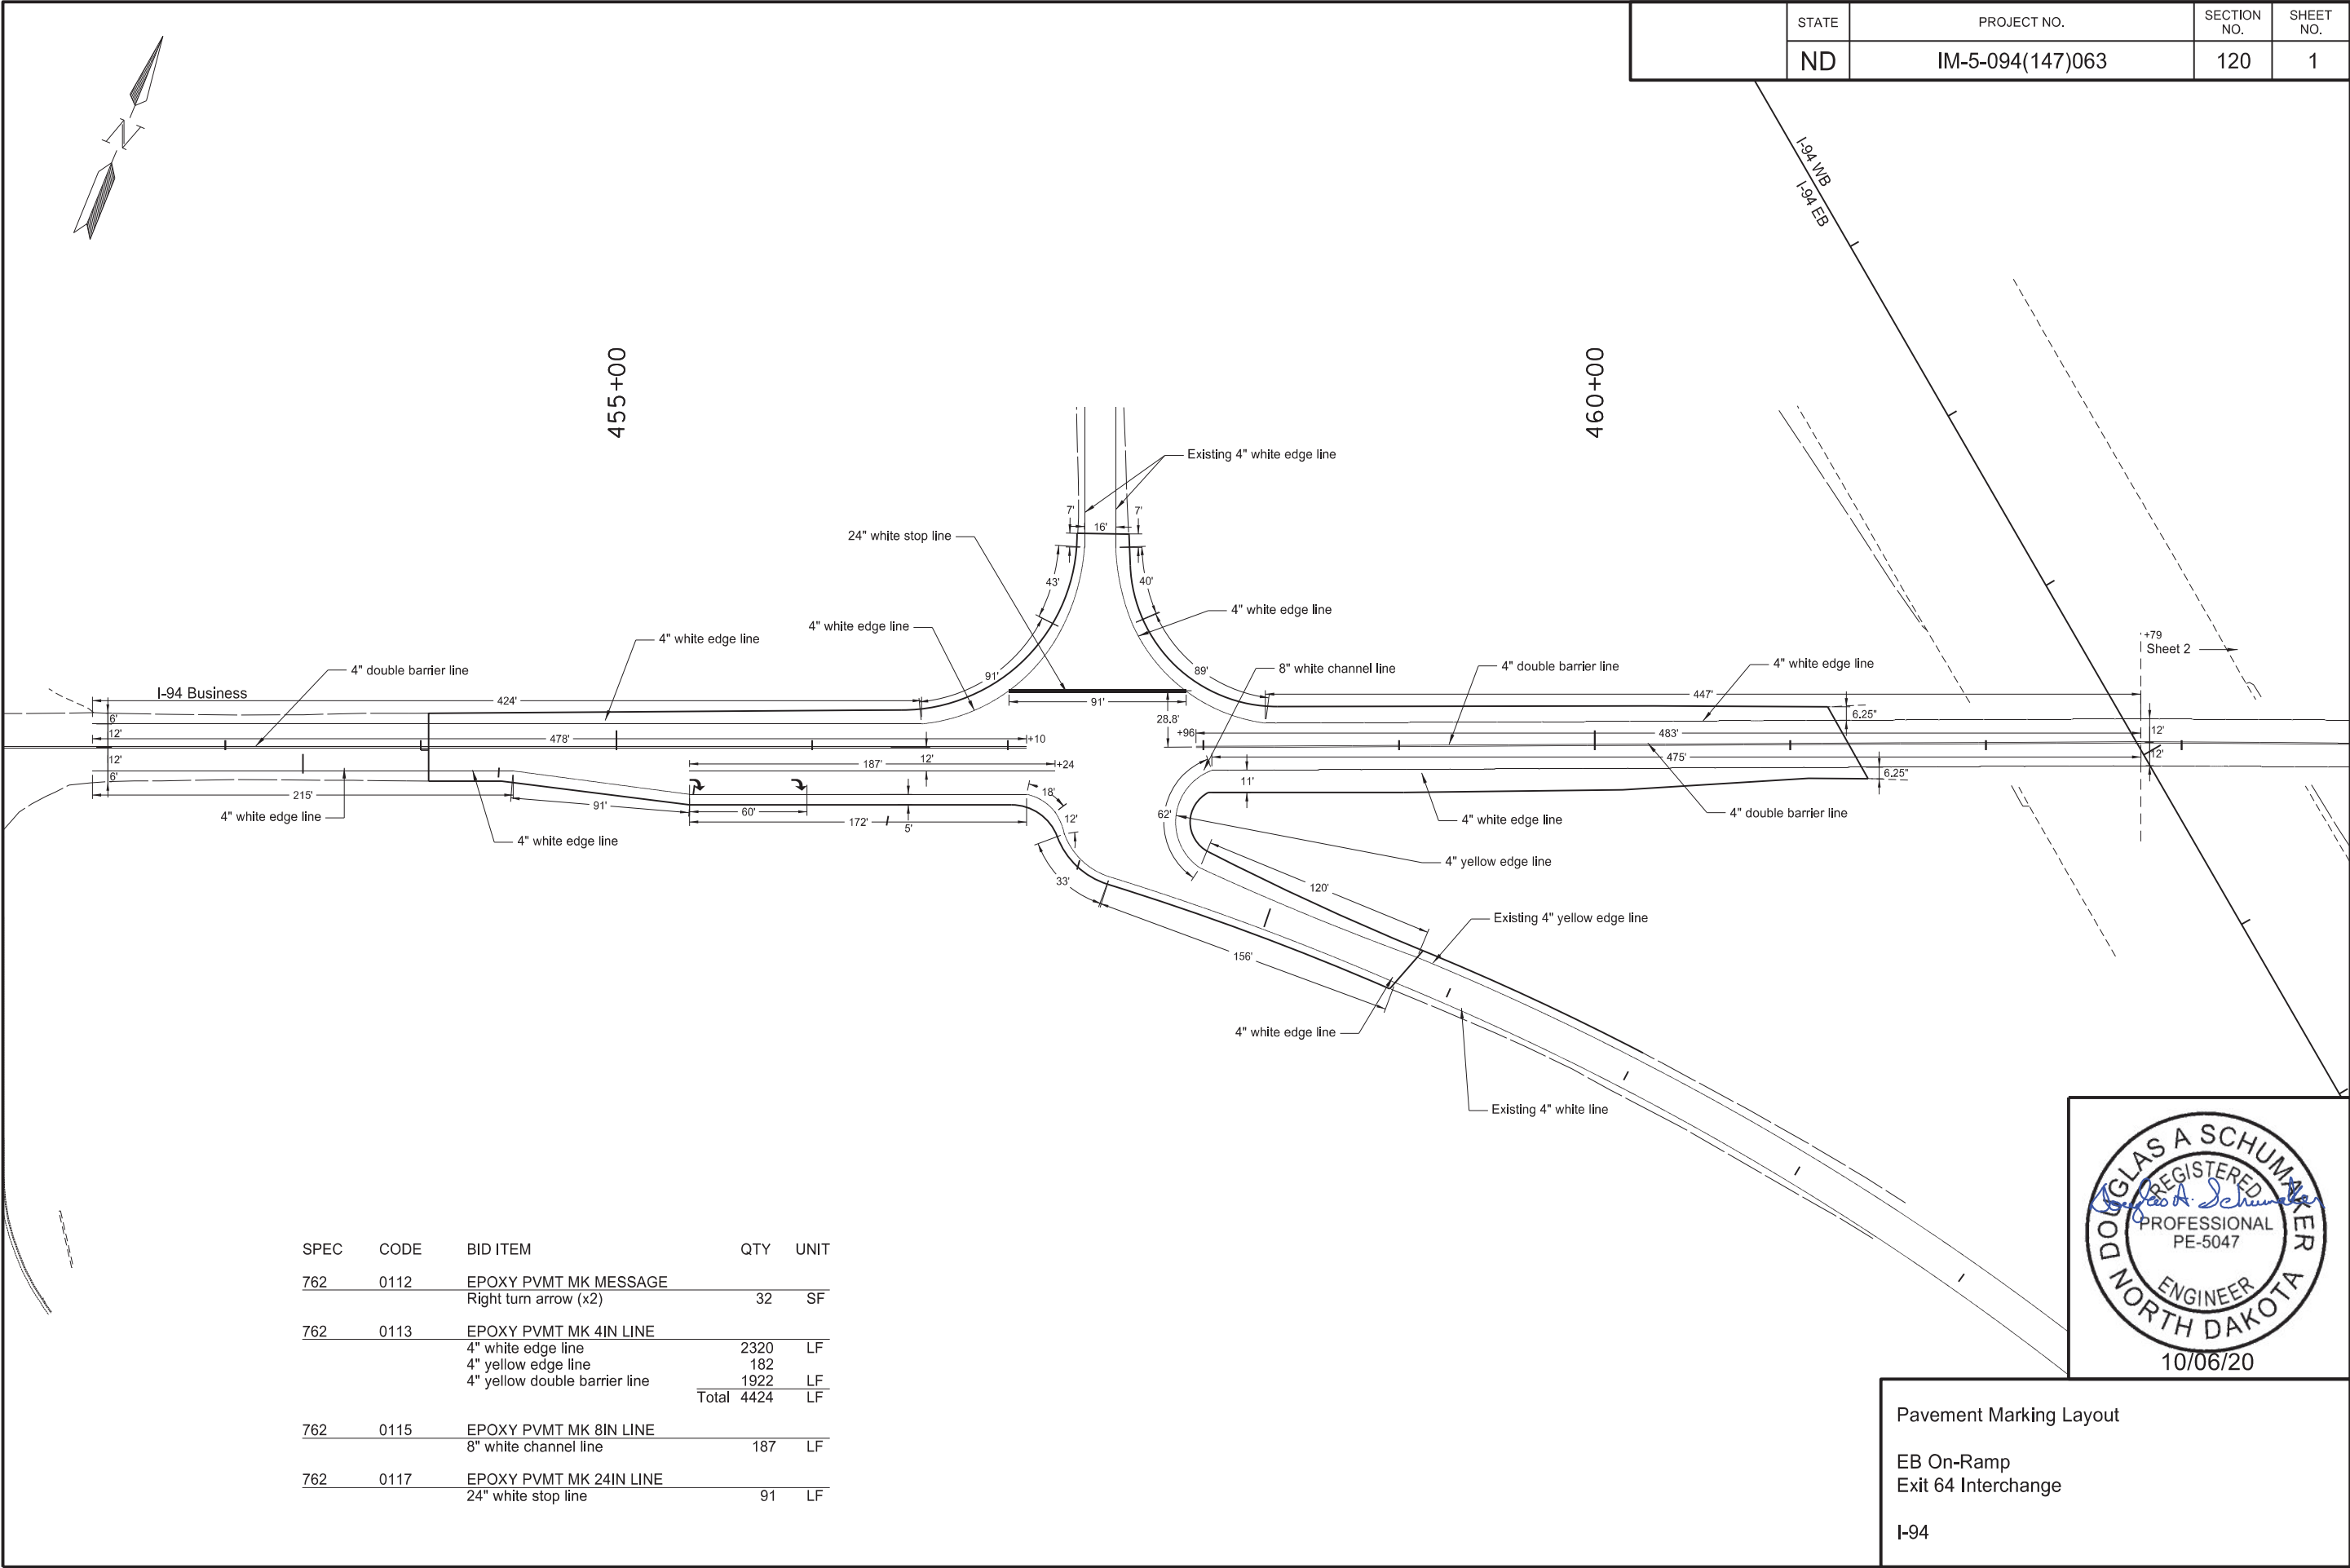 STATE
PROJECT NO.
SECTION NO.
SHEET NO.
ND
IM-5-094(147)063
120
1
N
I-94 WB
I-94 EB
455+00
460+00
Existing 4" white edge line
7'
16'
7'
24" white stop line
43'
40'
4" white edge line
4" white edge line
4" white edge line
4" double barrier line
91'
89'
8" white channel line
4" double barrier line
4" white edge line
+79
Sheet 2
I-94 Business
424'
91'
447'
6'
28.8'
6.25"
12'
478'
+10
+96
483'
12'
12'
187'
12'
+24
475'
12'
6'
11'
6.25"
215'
91'
60'
18'
172'
5'
12'
62'
4" white edge line
4" white edge line
4" white edge line
4" double barrier line
4" yellow edge line
33'
120'
Existing 4" yellow edge line
156'
4" white edge line
Existing 4" white line
SPEC CODE BID ITEM QTY UNIT
762 0112 EPOXY PVMT MK MESSAGE
Right turn arrow (x2) 32 SF
762 0113 EPOXY PVMT MK 4IN LINE
4" white edge line 2320 LF
4" yellow edge line 182
4" yellow double barrier line 1922 LF
Total 4424 LF
762 0115 EPOXY PVMT MK 8IN LINE
8" white channel line 187 LF
762 0117 EPOXY PVMT MK 24IN LINE
24" white stop line 91 LF
DOUGLAS A SCHUMAKER
REGISTERED
Douglas A. Schumaker
PROFESSIONAL
PE-5047
ENGINEER
NORTH DAKOTA
10/06/20
Pavement Marking Layout
EB On-Ramp
Exit 64 Interchange
I-94